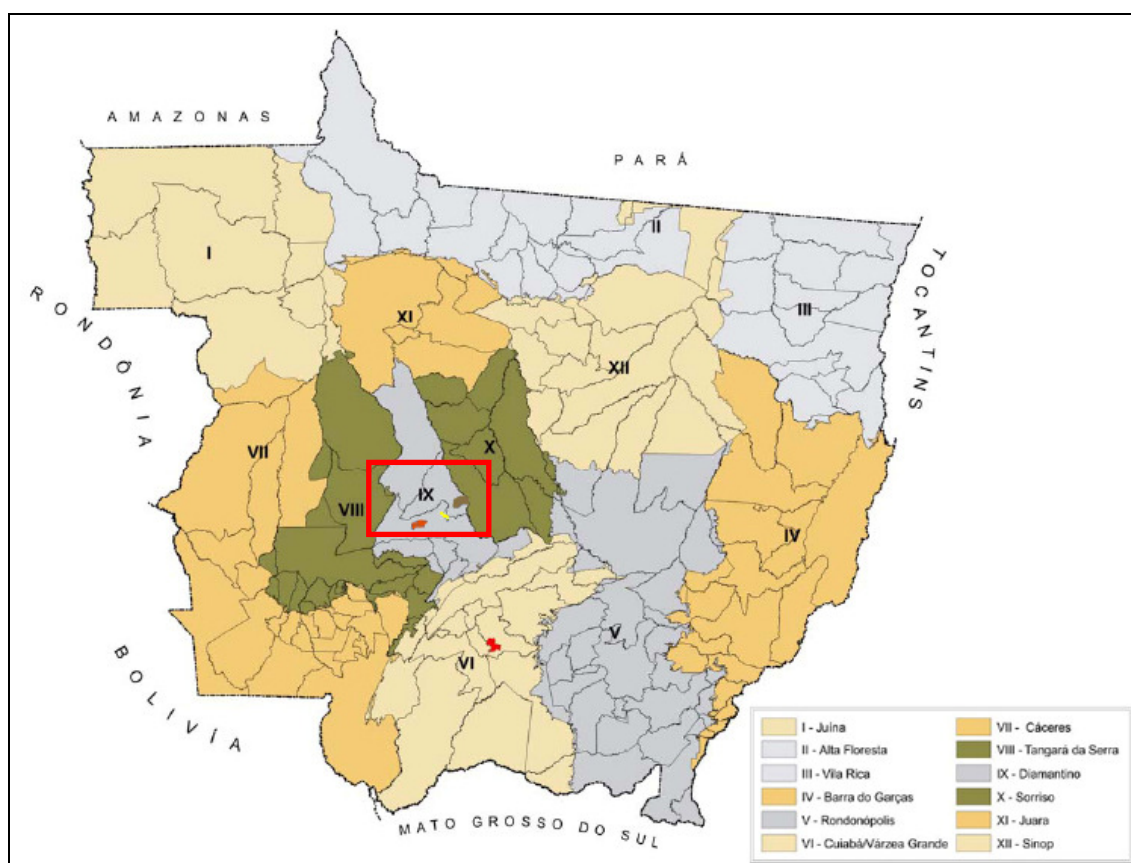 AMAZONAS
PARÁ
RONDÔNIA
TOCANTINS
BOLIVÍA
MATO GROSSO DO SUL
I
II
III
XI
XII
VII
VIII
IX
X
IV
V
VI
I - Juína
II - Alta Floresta
III - Vila Rica
IV - Barra do Garças
V - Rondonópolis
VI - Cuiabá/Várzea Grande
VII - Cáceres
VIII - Tangará da Serra
IX - Diamantino
X - Sorriso
XI - Juara
XII - Sinop